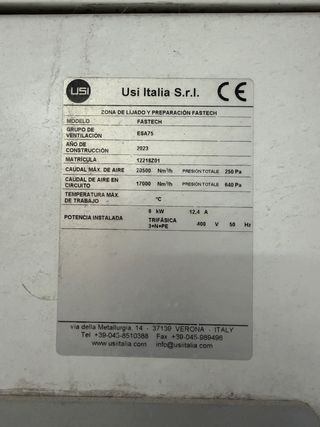 USI Usi Italia S.r.l. CE
ZONA DE LIJADO Y PREPARACIÓN FASTECH
MODELO FASTECH
GRUPO DE VENTILACIÓN ESA75
AÑO DE CONSTRUCCIÓN 2023
MATRÍCULA 12216Z01
CAUDAL MÁX. DE AIRE 20500 Nm³/h PRESIÓN TOTALE 250 Pa
CAUDAL DE AIRE EN CIRCUITO 17000 Nm³/h PRESIÓN TOTALE 640 Pa
TEMPERATURA MÁX. DE TRABAJO °C
8 kW 12,4 A
POTENCIA INSTALADA TRIFÁSICA 3+N+PE 400 V 50 Hz
via della Metallurgia, 14 - 37139 VERONA - ITALY
Tel +39-045-8510388 Fax +39-045-989496
www.usiitalia.com info@usiitalia.com